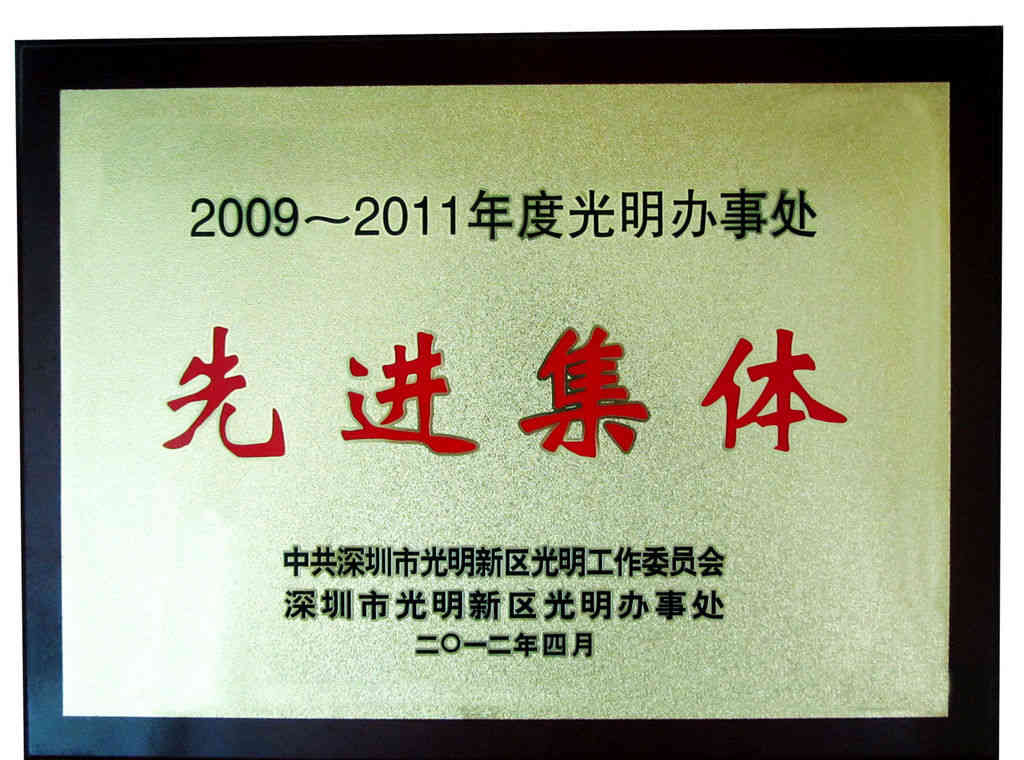 2009～2011年度光明办事处
先进集体
中共深圳市光明新区光明工作委员会
深圳市光明新区光明办事处
二〇一二年四月